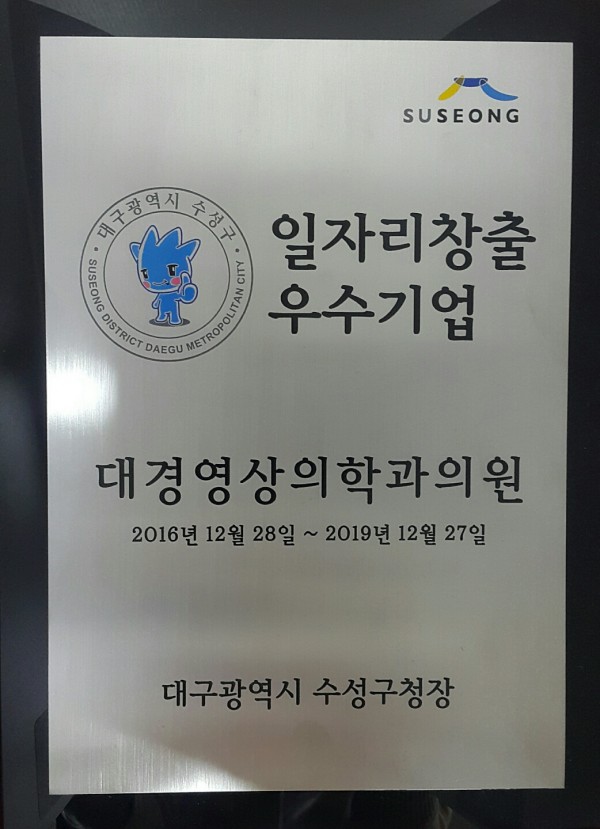 SUSEONG
대구광역시 수성구
SUSEONG DISTRICT DAEGU METROPOLITAN CITY
일자리창출
우수기업
대경영상의학과의원
2016년 12월 28일 ~ 2019년 12월 27일
대구광역시 수성구청장